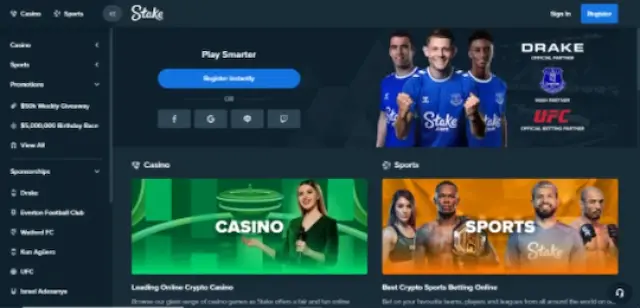 Casino
Sports
Stake
Sign In
Register
Casino
Sports
Promotions
$50k Weekly Giveaway
$5,000,000 Birthday Race
View All
Sponsorships
Drake
Everton Football Club
Watford FC
Kun Agüero
UFC
Israel Adesanya
Play Smarter
Register Instantly
OR
Stake
DRAKE
OFFICIAL PARTNER
MAIN PARTNER
UFC
OFFICIAL BETTING PARTNER
Casino
CASINO
Leading Online Crypto Casino
Browse our giant range of casino games as Stake offers a fair and fun online
Sports
SPORTS
Stake
Best Crypto Sports Betting Online
Bet on your favourite teams, players and leagues from all around the world on o